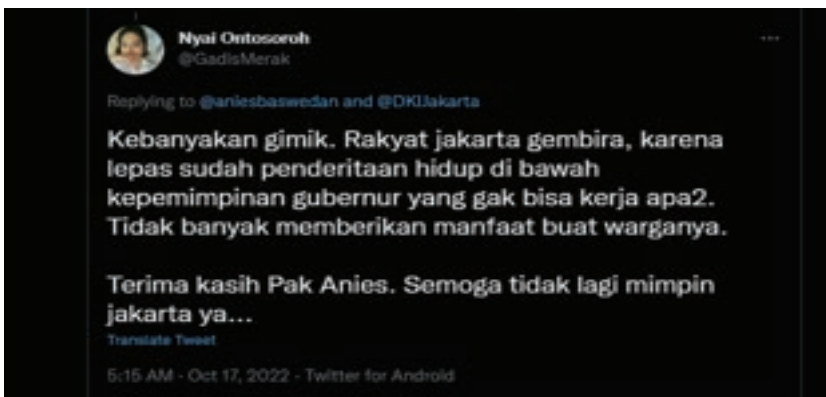 Nyai Ontosoroh
@GadisMerak
Replying to @aniesbaswedan and @DKIJakarta
Kebanyakan gimik. Rakyat jakarta gembira, karena
lepas sudah penderitaan hidup di bawah
kepemimpinan gubernur yang gak bisa kerja apa2.
Tidak banyak memberikan manfaat buat warganya.
Terima kasih Pak Anies. Semoga tidak lagi mimpin
jakarta ya...
Translate Tweet
5:15 AM - Oct 17, 2022 - Twitter for Android